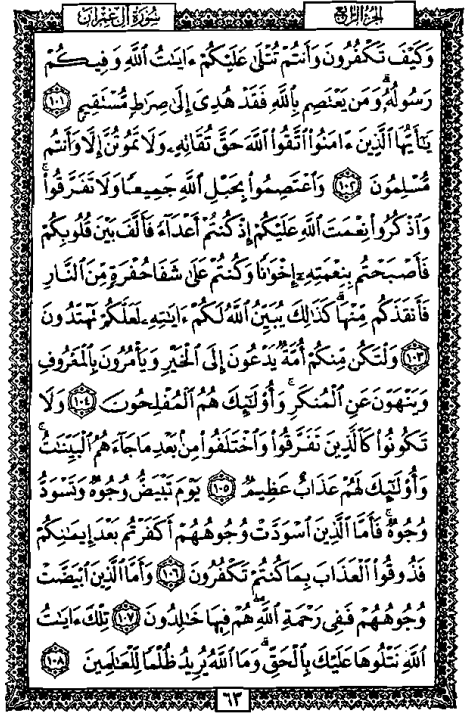 سُورَةُ آلِ عِمْرَان الجُزْءُ الرَّابِعُ
وَكَيْفَ تَكْفُرُونَ وَأَنتُمْ تُتْلَىٰ عَلَيْكُمْ ءَايَٰتُ ٱللَّهِ وَفِيكُمْ
رَسُولُهُۥ ۗ وَمَن يَعْتَصِم بِٱللَّهِ فَقَدْ هُدِىَ إِلَىٰ صِرَٰطٍ مُّسْتَقِيمٍ ١٠١
يَٰٓأَيُّهَا ٱلَّذِينَ ءَامَنُوا۟ ٱتَّقُوا۟ ٱللَّهَ حَقَّ تُقَاتِهِۦ وَلَا تَمُوتُنَّ إِلَّا وَأَنتُم
مُّسْلِمُونَ ١٠٢ وَٱعْتَصِمُوا۟ بِحَبْلِ ٱللَّهِ جَمِيعًا وَلَا تَفَرَّقُوا۟ ۚ
وَٱذْكُرُوا۟ نِعْمَتَ ٱللَّهِ عَلَيْكُمْ إِذْ كُنتُمْ أَعْدَآءً فَأَلَّفَ بَيْنَ قُلُوبِكُمْ
فَأَصْبَحْتُم بِنِعْمَتِهِۦٓ إِخْوَٰنًا وَكُنتُمْ عَلَىٰ شَفَا حُفْرَةٍ مِّنَ ٱلنَّارِ
فَأَنقَذَكُم مِّنْهَا ۗ كَذَٰلِكَ يُبَيِّنُ ٱللَّهُ لَكُمْ ءَايَٰتِهِۦ لَعَلَّكُمْ تَهْتَدُونَ
١٠٣ وَلْتَكُن مِّنكُمْ أُمَّةٌ يَدْعُونَ إِلَى ٱلْخَيْرِ وَيَأْمُرُونَ بِٱلْمَعْرُوفِ
وَيَنْهَوْنَ عَنِ ٱلْمُنكَرِ ۚ وَأُو۟لَٰٓئِكَ هُمُ ٱلْمُفْلِحُونَ ١٠٤ وَلَا
تَكُونُوا۟ كَٱلَّذِينَ تَفَرَّقُوا۟ وَٱخْتَلَفُوا۟ مِنۢ بَعْدِ مَا جَآءَهُمُ ٱلْبَيِّنَٰتُ ۚ
وَأُو۟لَٰٓئِكَ لَهُمْ عَذَابٌ عَظِيمٌ ١٠٥ يَوْمَ تَبْيَضُّ وُجُوهٌ وَتَسْوَدُّ
وُجُوهٌ ۚ فَأَمَّا ٱلَّذِينَ ٱسْوَدَّتْ وُجُوهُهُمْ أَكَفَرْتُم بَعْدَ إِيمَٰنِكُمْ
فَذُوقُوا۟ ٱلْعَذَابَ بِمَا كُنتُمْ تَكْفُرُونَ ١٠٦ وَأَمَّا ٱلَّذِينَ ٱبْيَضَّتْ
وُجُوهُهُمْ فَفِى رَحْمَةِ ٱللَّهِ هُمْ فِيهَا خَٰلِدُونَ ١٠٧ تِلْكَ ءَايَٰتُ
ٱللَّهِ نَتْلُوهَا عَلَيْكَ بِٱلْحَقِّ ۗ وَمَا ٱللَّهُ يُرِيدُ ظُلْمًا لِّلْعَٰلَمِينَ ١٠٨
٦٣